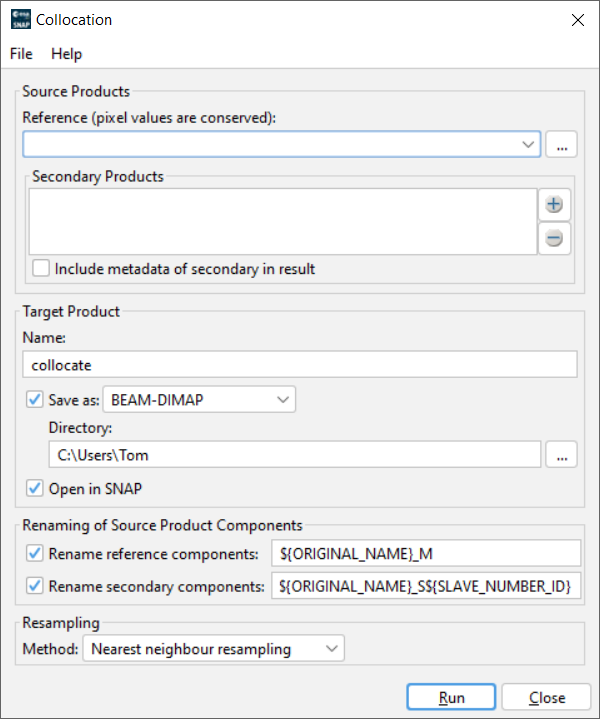 esa
SNAP
Collocation
File Help
Source Products
Reference (pixel values are conserved):
...
Secondary Products
Include metadata of secondary in result
Target Product
Name:
collocate
Save as: BEAM-DIMAP
Directory:
C:\Users\Tom ...
Open in SNAP
Renaming of Source Product Components
Rename reference components: ${ORIGINAL_NAME}_M
Rename secondary components: ${ORIGINAL_NAME}_S${SLAVE_NUMBER_ID}
Resampling
Method: Nearest neighbour resampling
Run Close